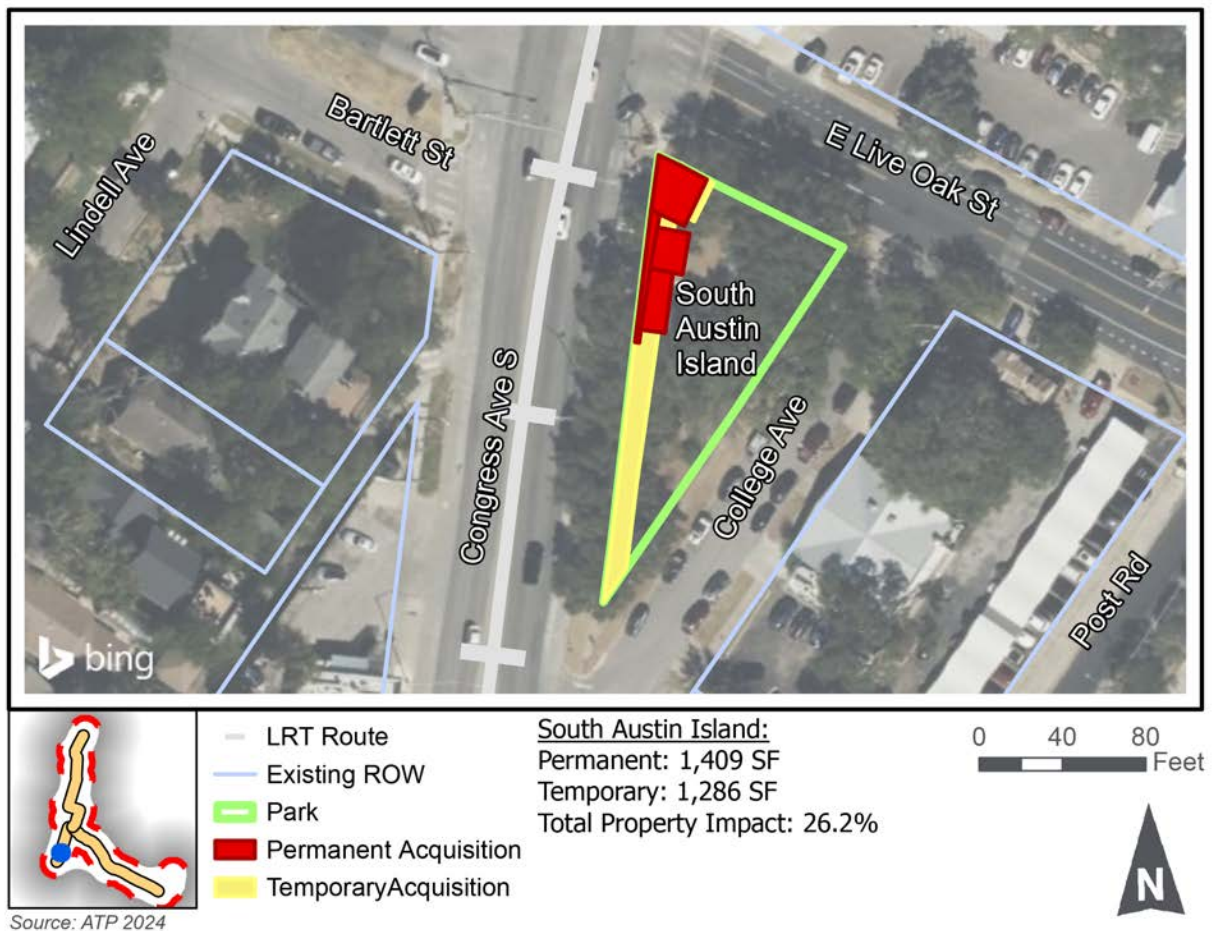 Bartlett St
Lindell Ave
E Live Oak St
South
Austin
Island
Congress Ave S
College Ave
Post Rd
bing
LRT Route
Existing ROW
Park
Permanent Acquisition
TemporaryAcquisition
South Austin Island:
Permanent: 1,409 SF
Temporary: 1,286 SF
Total Property Impact: 26.2%
0 40 80
Feet
N
Source: ATP 2024